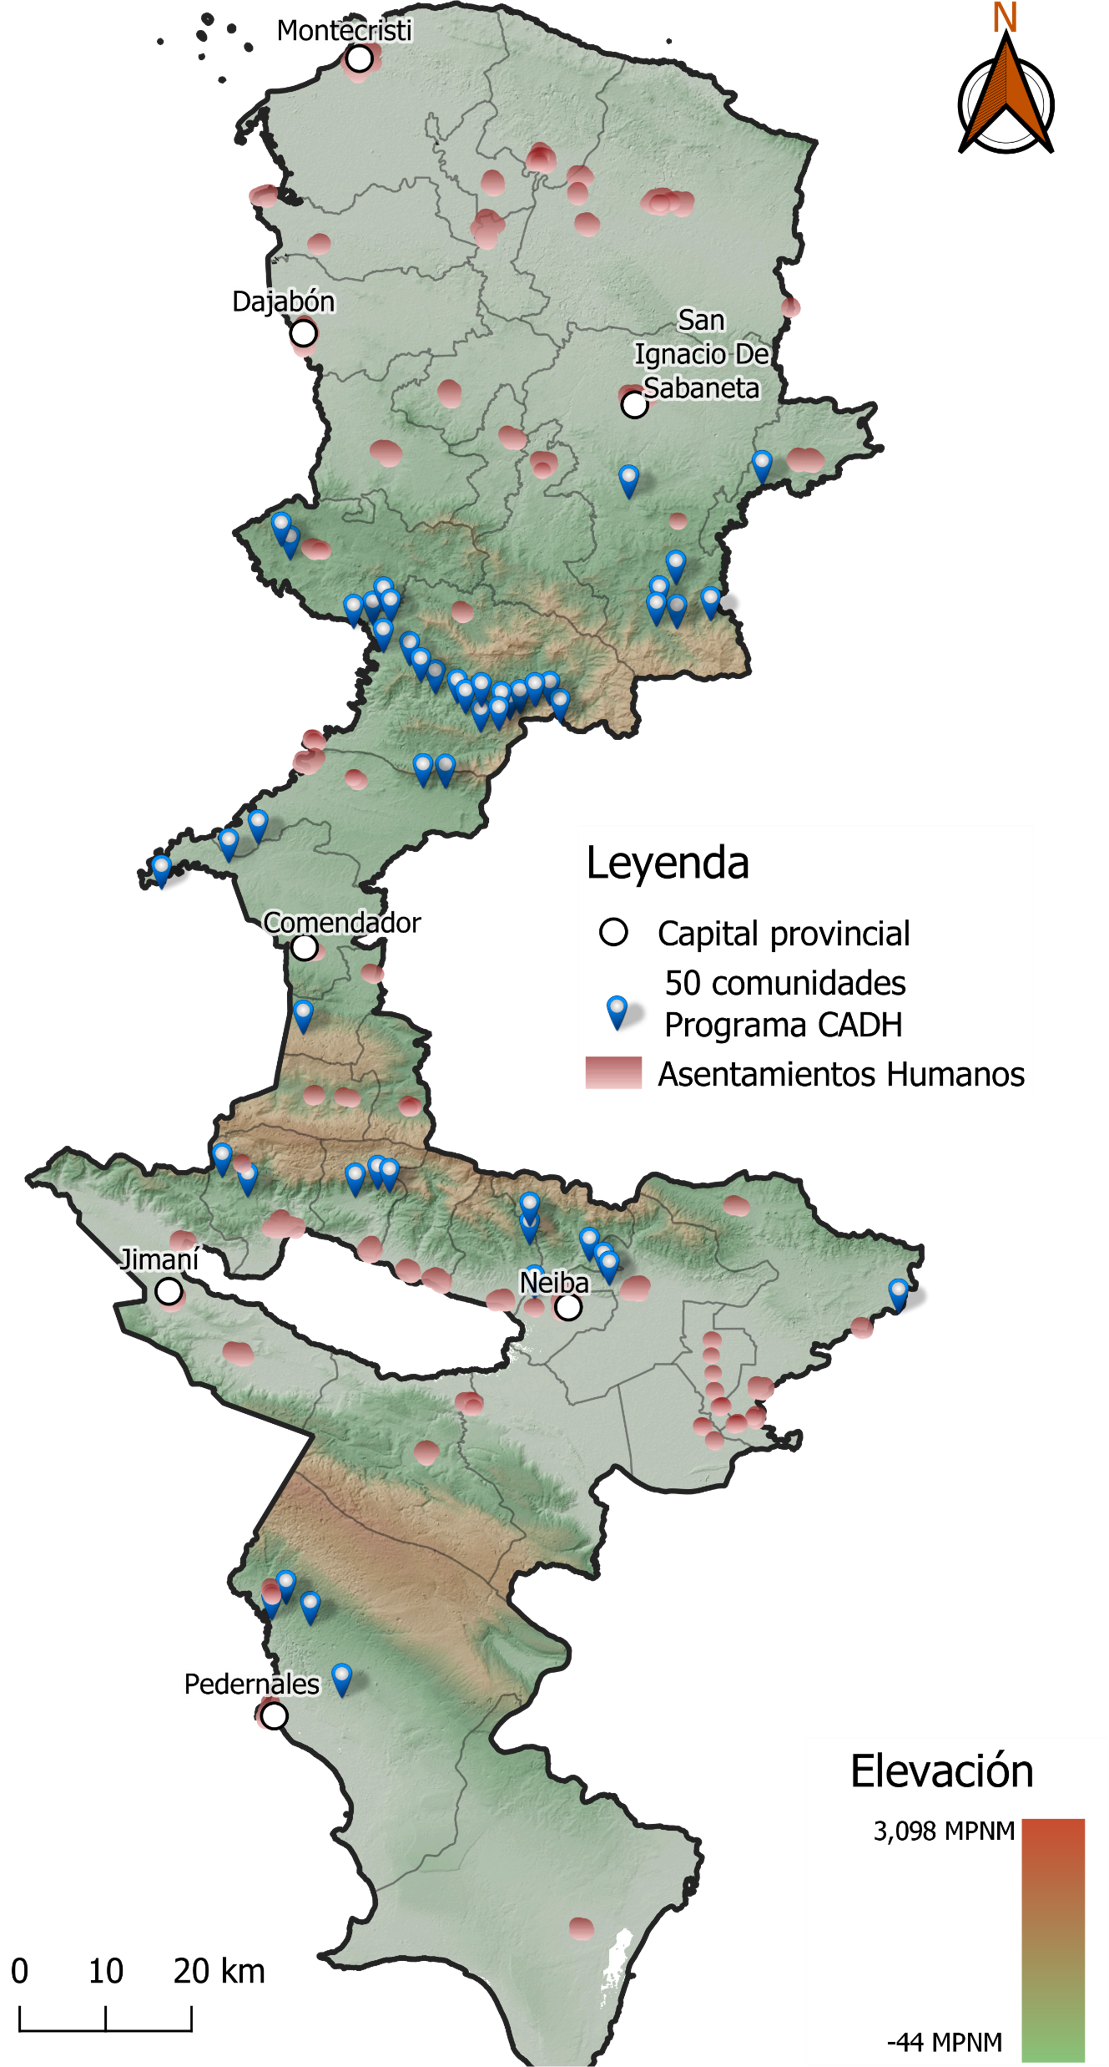 N
Montecristi
Dajabón
San
Ignacio De
Sabaneta
Leyenda
Capital provincial
50 comunidades
Programa CADH
Asentamientos Humanos
Comendador
Jimaní
Neiba
Pedernales
Elevación
3,098 MPNM
-44 MPNM
0 10 20 km